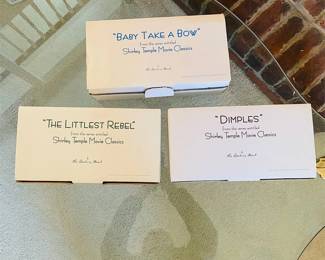 "BABY TAKE A BOW"
from the series entitled
Shirley Temple Movie Classics
"THE LITTLEST REBEL"
from the series entitled
Shirley Temple Movie Classics
"DIMPLES"
from the series entitled
Shirley Temple Movie Classics